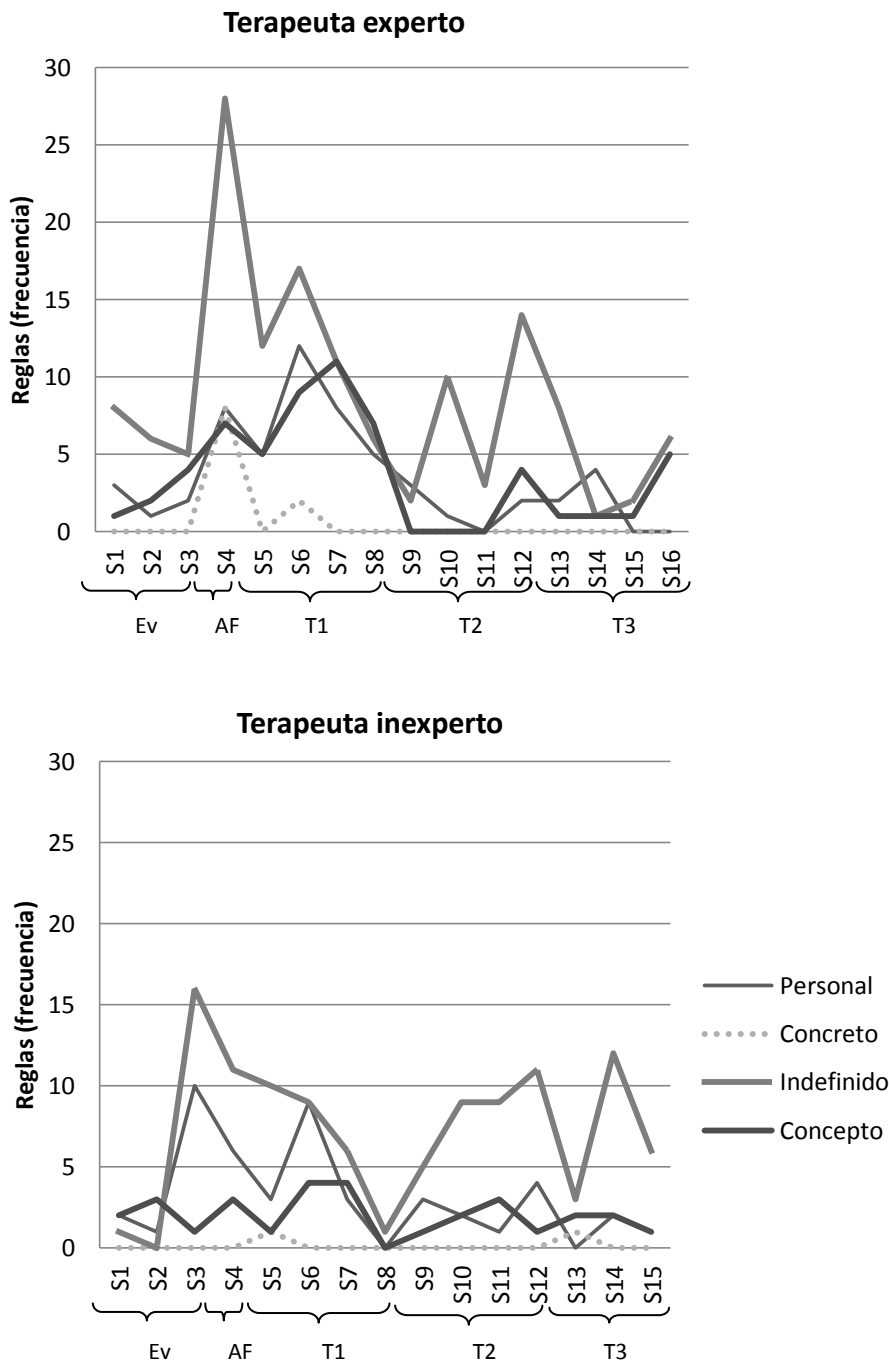 Terapeuta experto
Reglas (frecuencia)
30
25
20
15
10
5
0
S1 S2 S3 S4 S5 S6 S7 S8 S9 S10 S11 S12 S13 S14 S15 S16
Ev AF T1 T2 T3
Terapeuta inexperto
Reglas (frecuencia)
30
25
20
15
10
5
0
S1 S2 S3 S4 S5 S6 S7 S8 S9 S10 S11 S12 S13 S14 S15
Ev AF T1 T2 T3
Personal
Concreto
Indefinido
Concepto